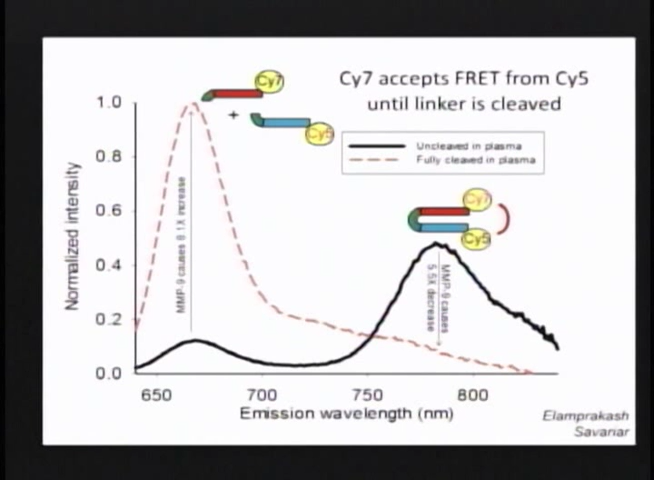 Cy7 accepts FRET from Cy5
until linker is cleaved
Cy7
+
Cy5
Uncleaved in plasma
Fully cleaved in plasma
Cy7
Cy5
MMP-9 causes 8.1X increase
MMP-9 causes
5.5X decrease
Normalized intensity
1.0
0.8
0.6
0.4
0.2
0.0
650
700
750
800
Emission wavelength (nm)
Elamprakash
Savariar